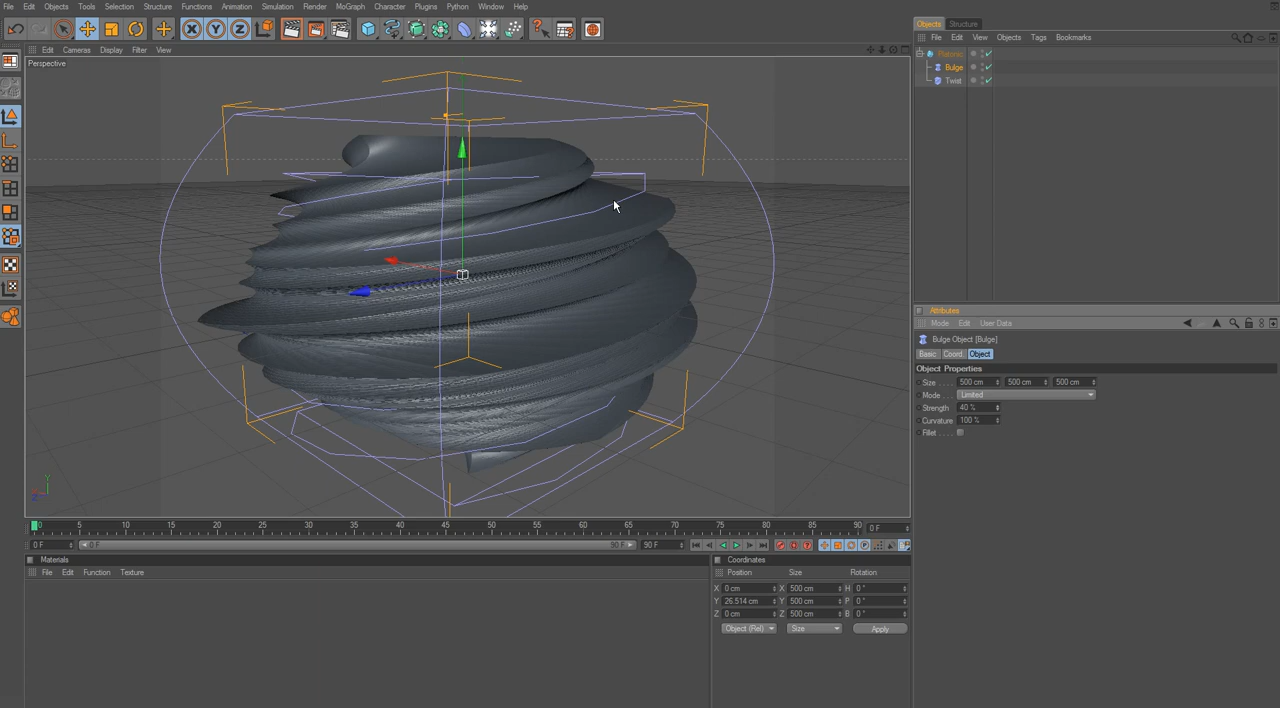 File Edit Objects Tools Selection Structure Functions Animation Simulation Render MoGraph Character Plugins Python Window Help
Objects Structure
File Edit View Objects Tags Bookmarks
Edit Cameras Display Filter View
Perspective
Platonic
Bulge
Twist
Attributes
Mode Edit User Data
Bulge Object [Bulge]
Basic Coord. Object
Object Properties
Size . . . . 500 cm 500 cm 500 cm
Mode . . . Limited
Strength 40 %
Curvature 100 %
Fillet . . . .
Y
Z
0 5 10 15 20 25 30 35 40 45 50 55 60 65 70 75 80 85 90 0 F
0 F 0 F 90 F 90 F
Materials
File Edit Function Texture
Coordinates
Position Size Rotation
X 0 cm X 500 cm H 0 °
Y 26.514 cm Y 500 cm P 0 °
Z 0 cm Z 500 cm B 0 °
Object (Rel) Size Apply